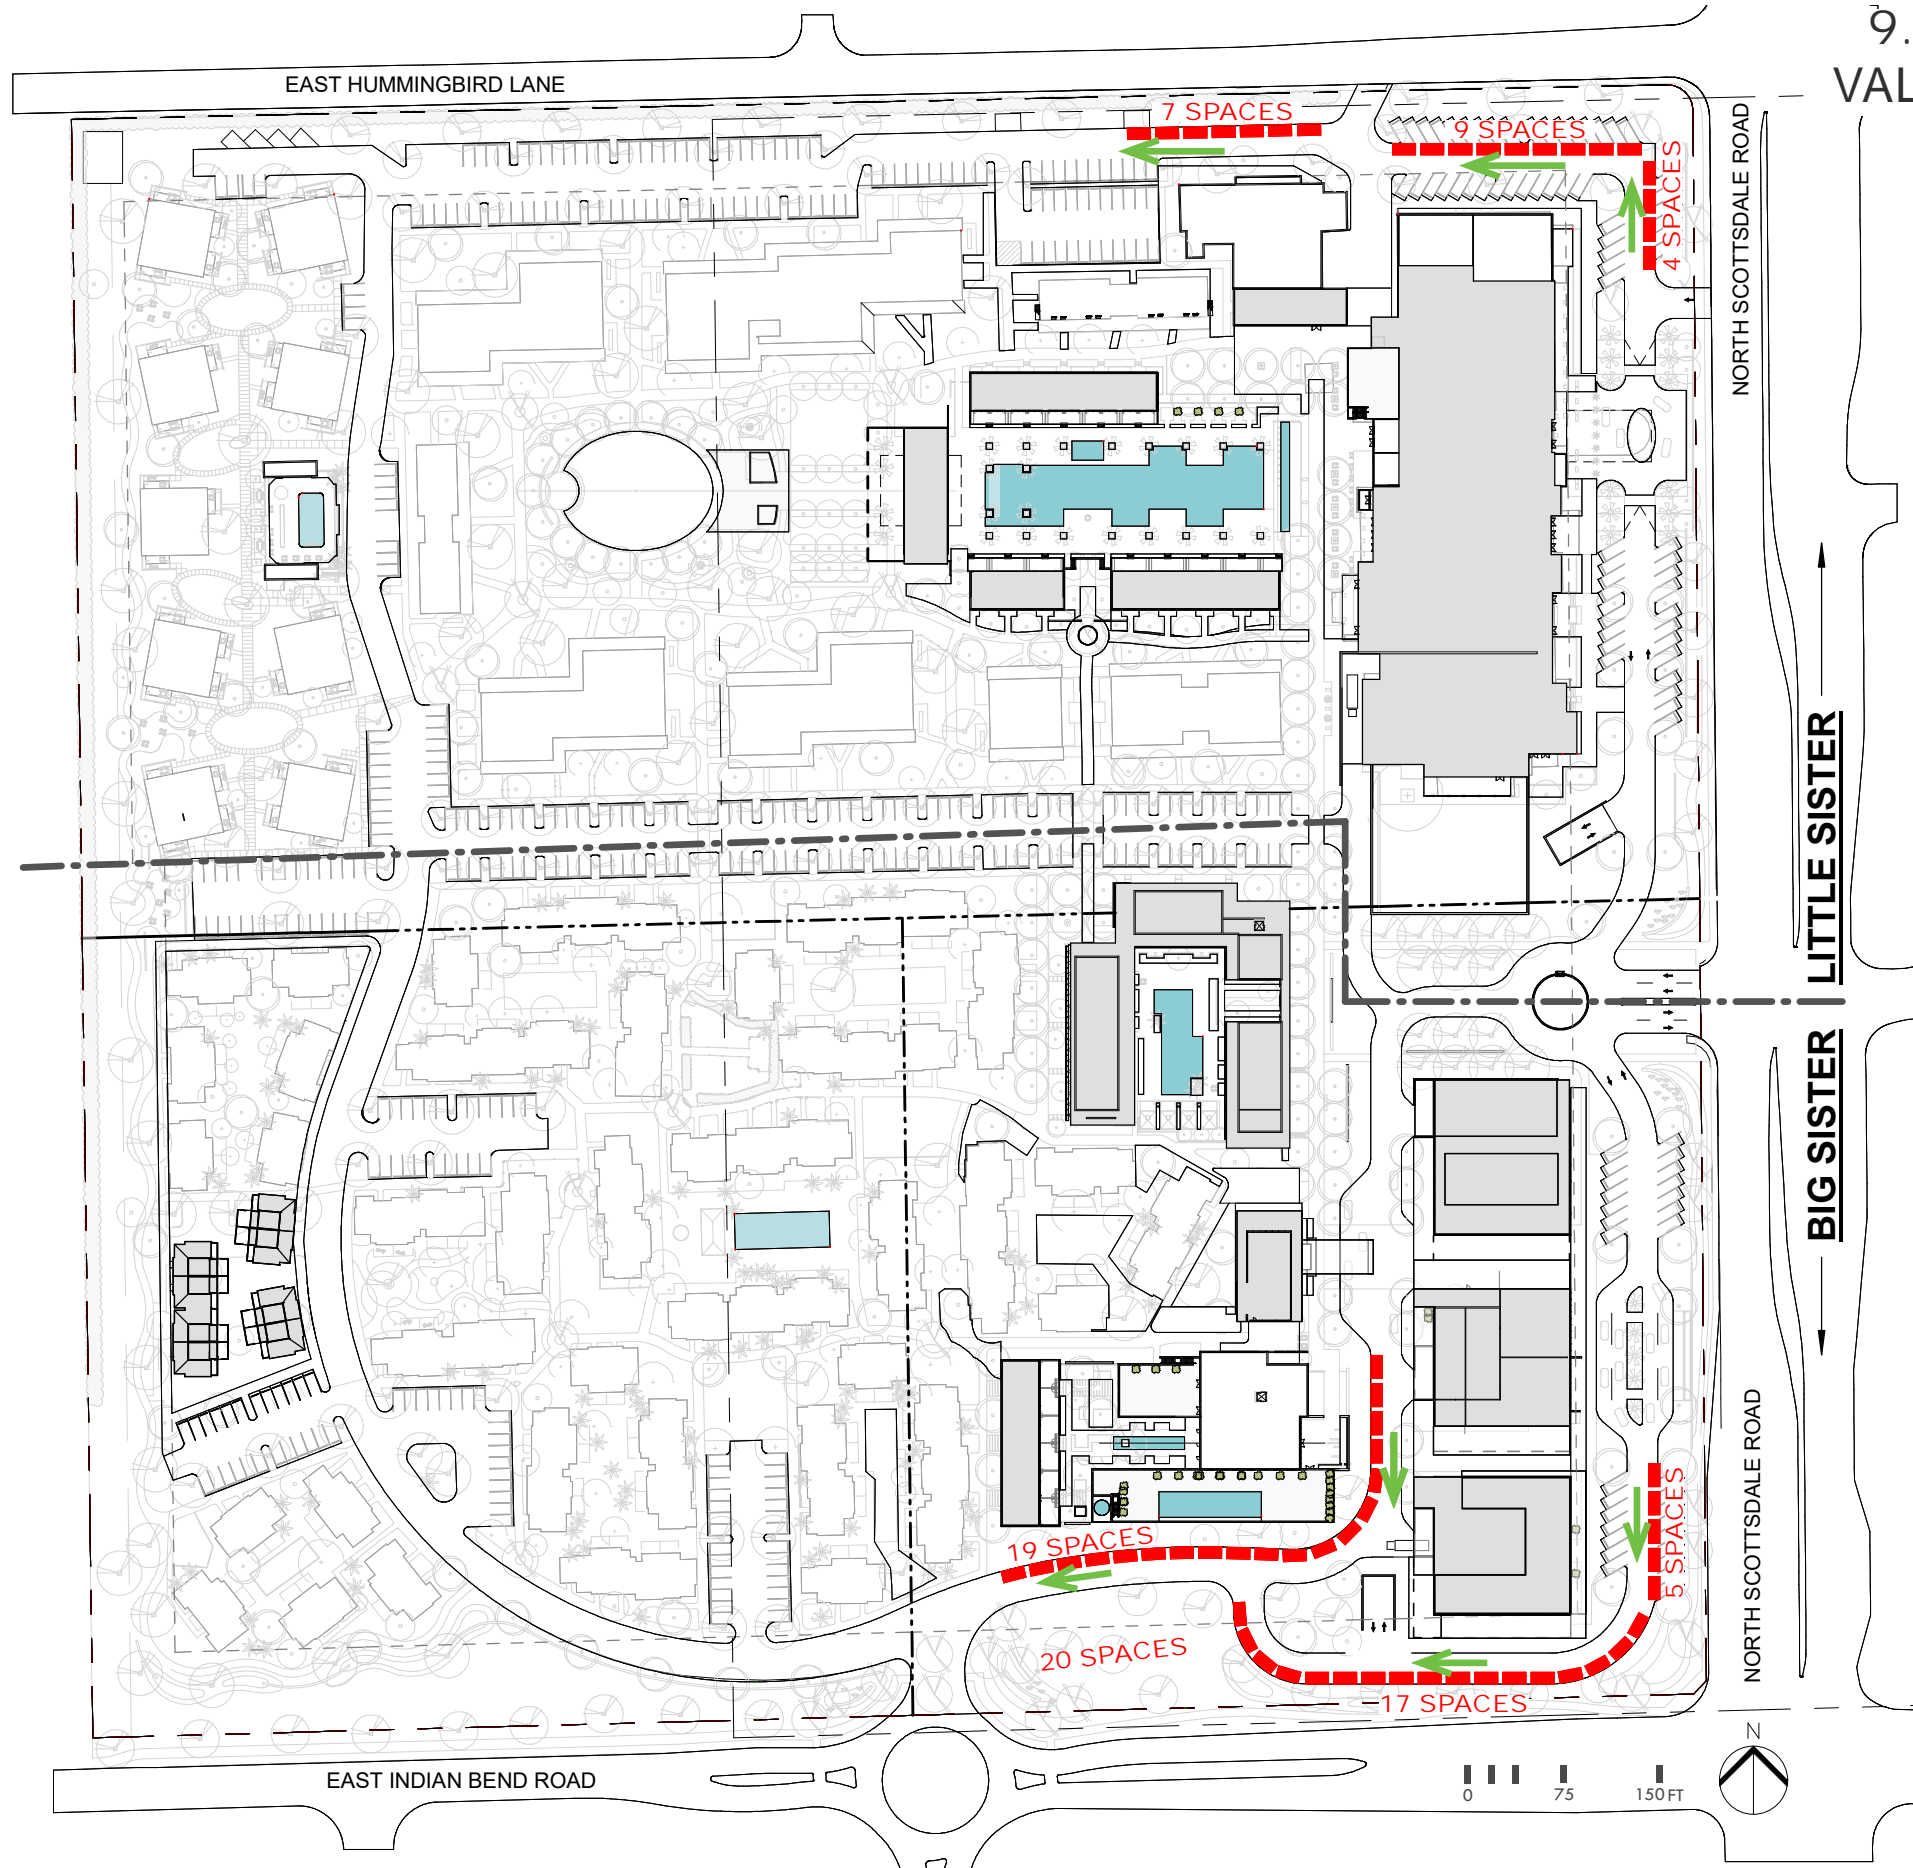 9.
VAL
EAST HUMMINGBIRD LANE
7 SPACES
9 SPACES
4 SPACES
NORTH SCOTTSDALE ROAD
LITTLE SISTER
BIG SISTER
NORTH SCOTTSDALE ROAD
5 SPACES
19 SPACES
20 SPACES
17 SPACES
EAST INDIAN BEND ROAD
0 75 150 FT
N